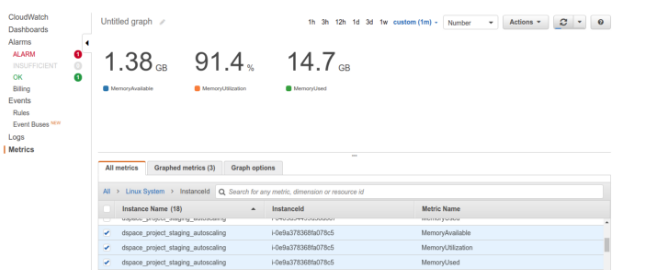 CloudWatch
Dashboards
Alarms
ALARM 1
INSUFFICIENT 0
OK 1
Billing
Events
Rules
Event Buses NEW
Logs
Metrics
Untitled graph
1h 3h 12h 1d 3d 1w custom (1m) Number Actions
1.38 GB 91.4 % 14.7 GB
MemoryAvailable MemoryUtilization MemoryUsed
All metrics Graphed metrics (3) Graph options
All > Linux System > InstanceId Search for any metric, dimension or resource id
Instance Name (18) InstanceId Metric Name
dspace_project_staging_autoscaling MemoryUsed
dspace_project_staging_autoscaling i-0e9a378368fa078c5 MemoryAvailable
dspace_project_staging_autoscaling i-0e9a378368fa078c5 MemoryUtilization
dspace_project_staging_autoscaling i-0e9a378368fa078c5 MemoryUsed